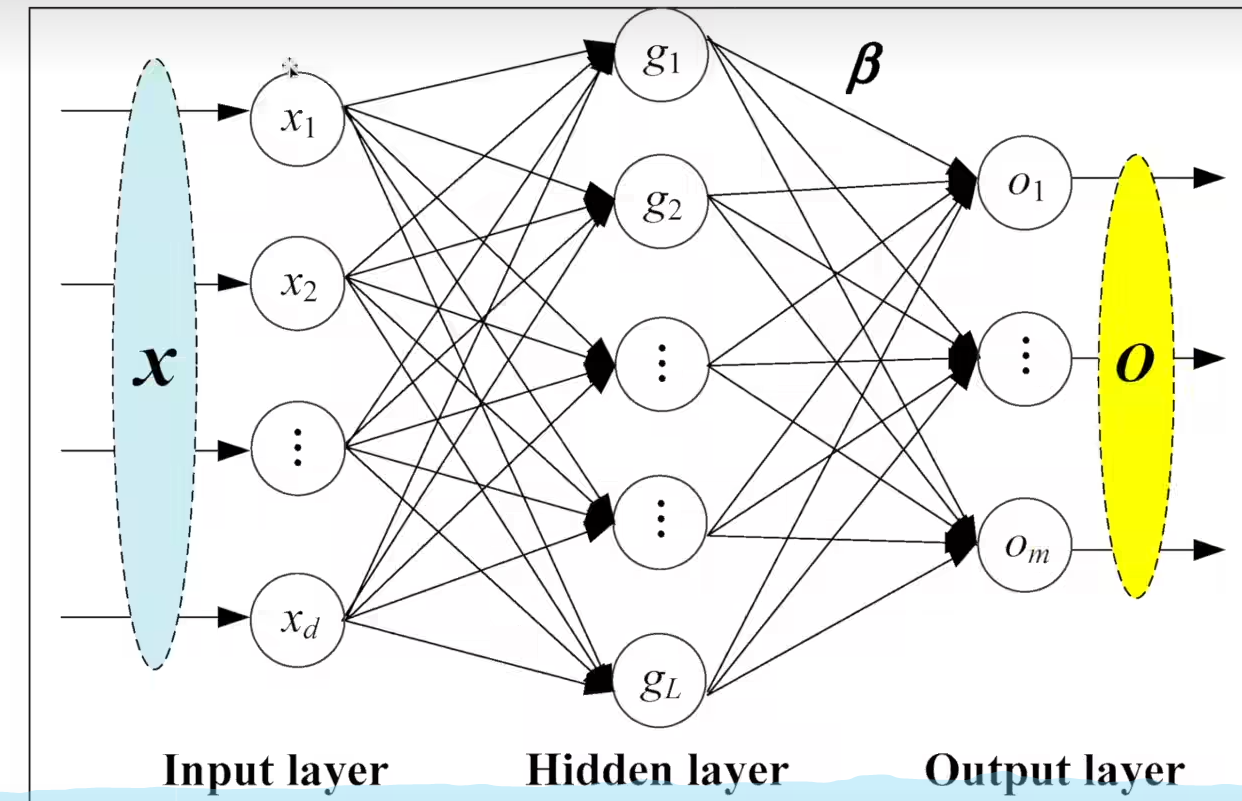 g1
β
x1
o1
g2
x2
⋮
⋮
x
o
⋮
⋮
om
xd
gL
Input layer Hidden layer Output layer